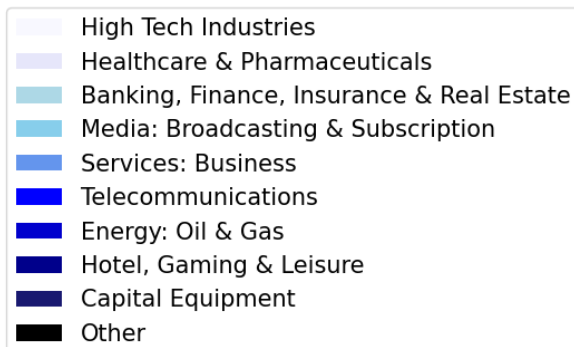 High Tech Industries
Healthcare & Pharmaceuticals
Banking, Finance, Insurance & Real Estate
Media: Broadcasting & Subscription
Services: Business
Telecommunications
Energy: Oil & Gas
Hotel, Gaming & Leisure
Capital Equipment
Other